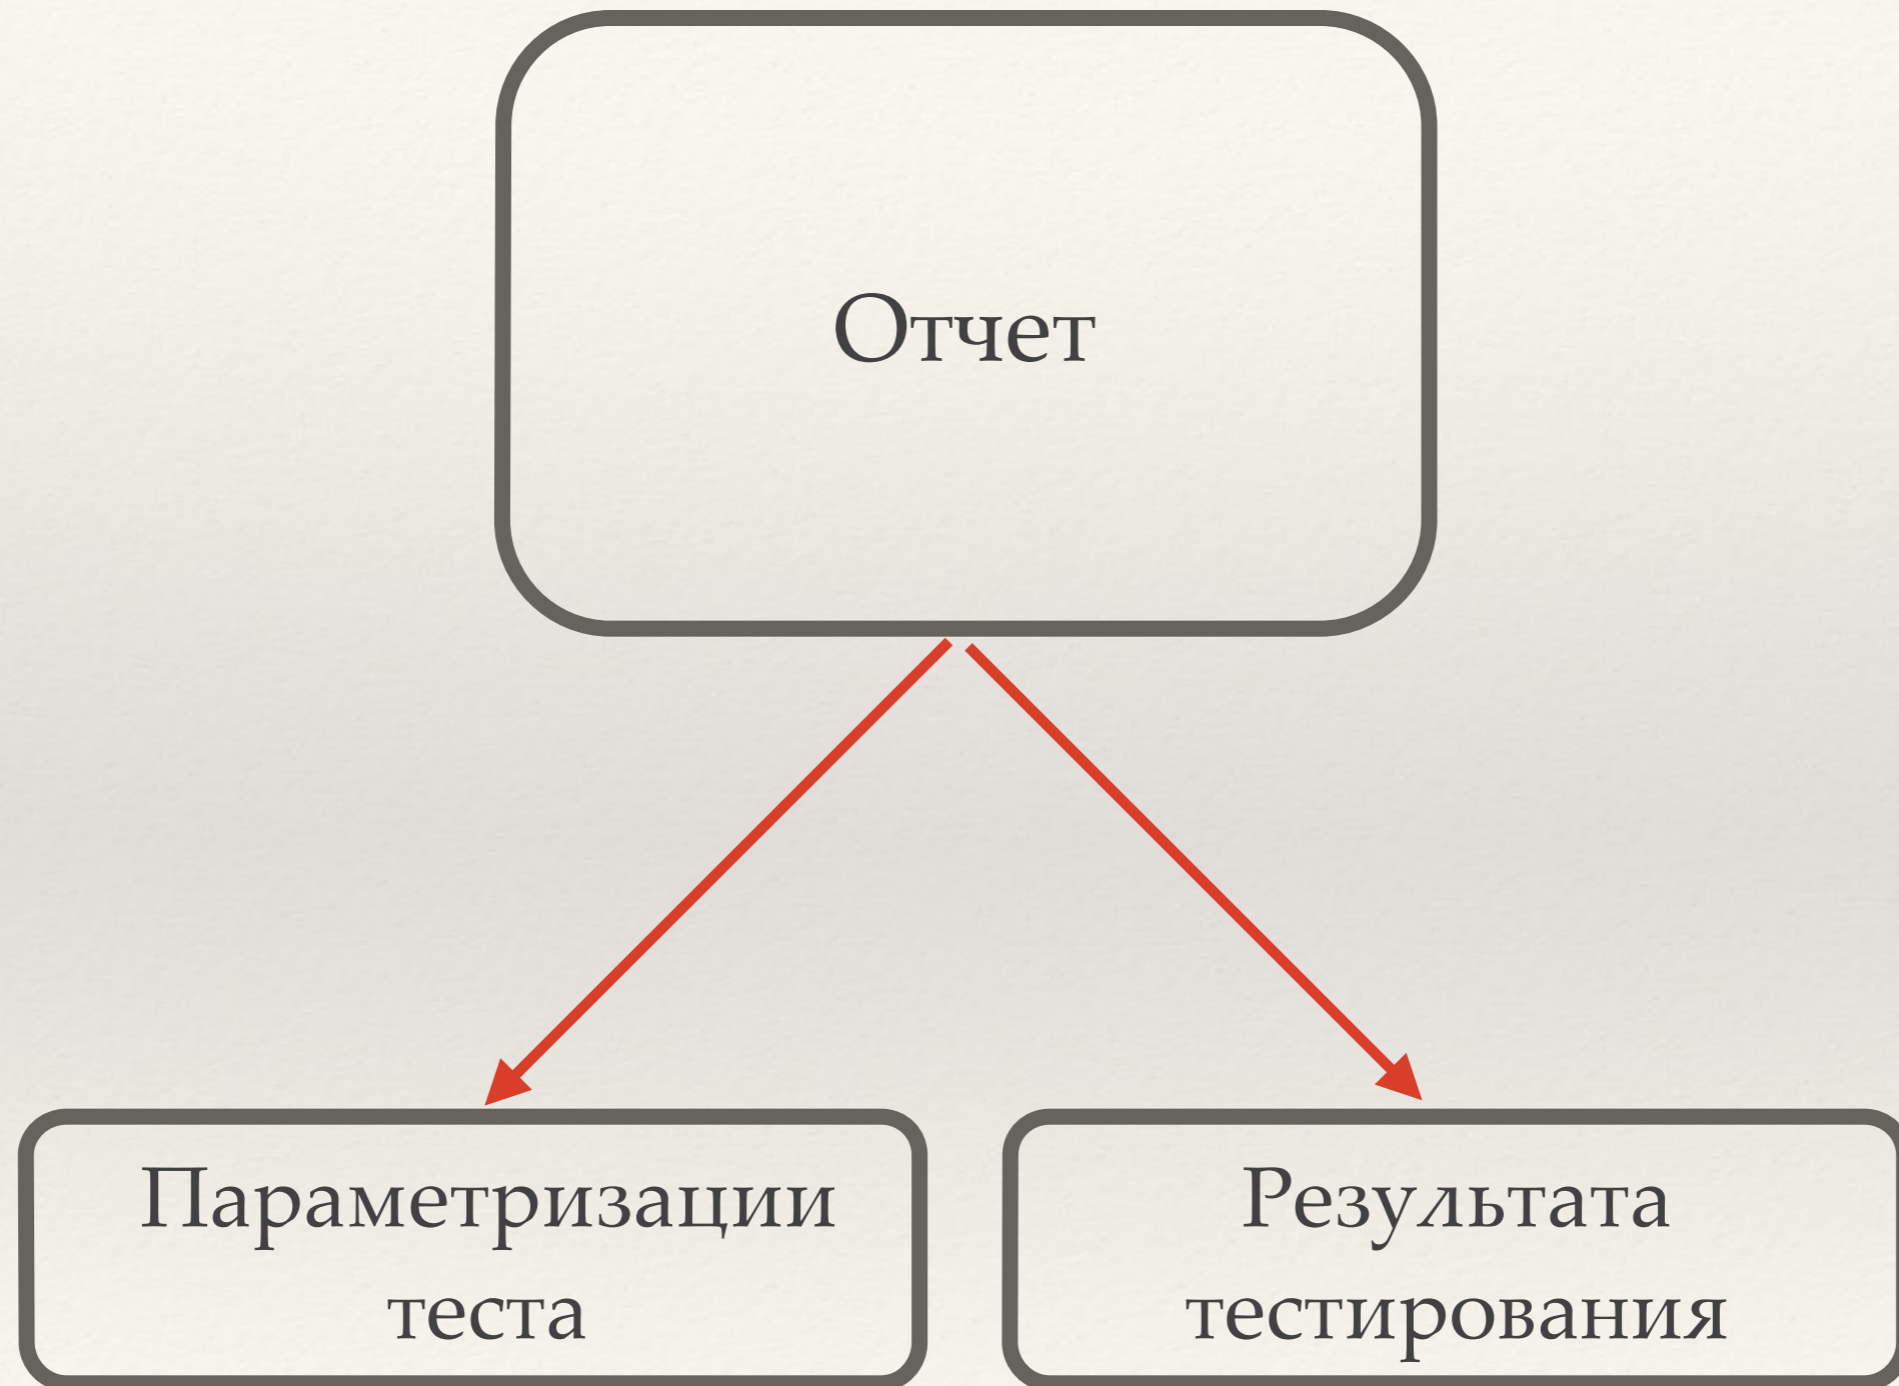 Отчет
Параметризации
теста
Результата
тестирования